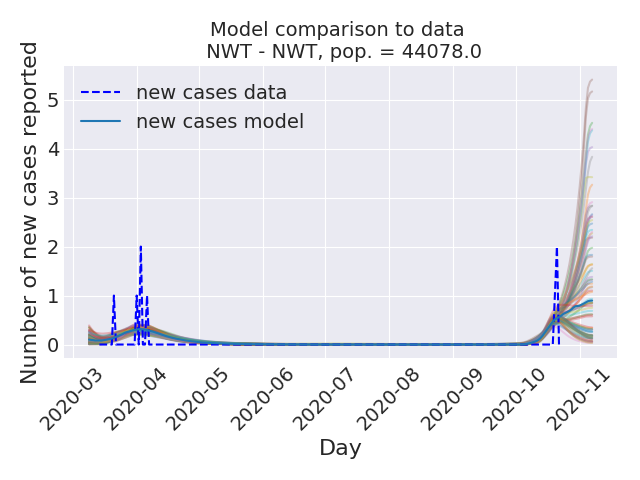 Model comparison to data
NWT - NWT, pop. = 44078.0
Number of new cases reported
new cases data
new cases model
5
4
3
2
1
0
2020-03
2020-04
2020-05
2020-06
2020-07
2020-08
2020-09
2020-10
2020-11
Day